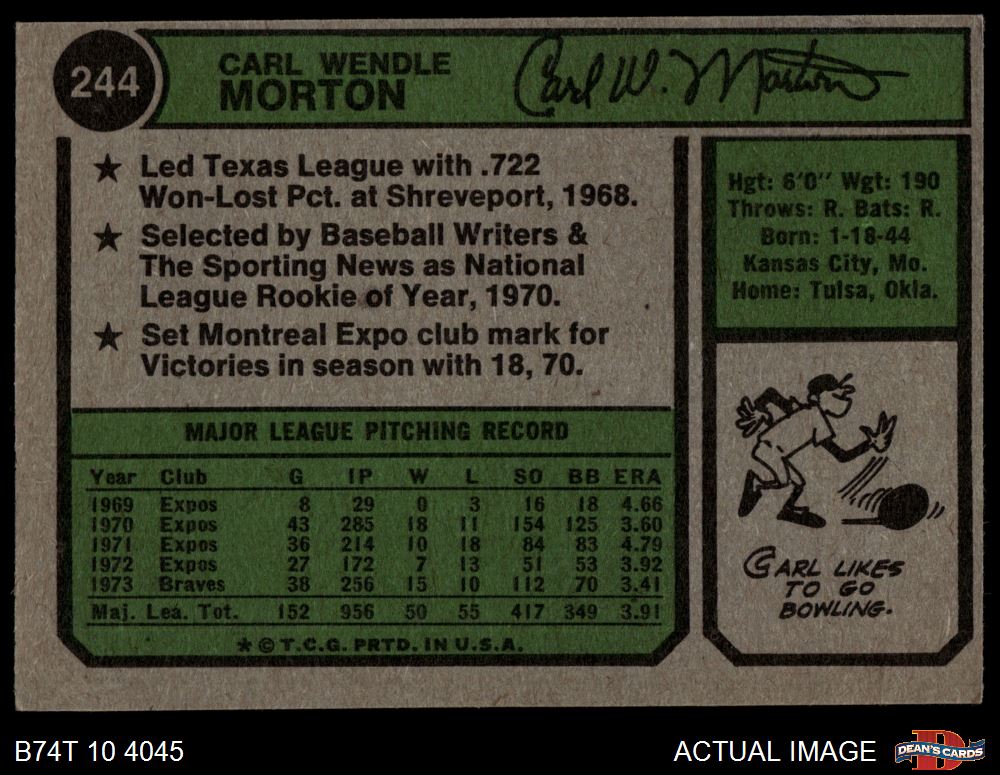 244
CARL WENDLE
MORTON
Carl W. Morton
★ Led Texas League with .722
Won-Lost Pct. at Shreveport, 1968.
★ Selected by Baseball Writers &
The Sporting News as National
League Rookie of Year, 1970.
★ Set Montreal Expo club mark for
Victories in season with 18, 70.
Hgt: 6'0" Wgt: 190
Throws: R. Bats: R.
Born: 1-18-44
Kansas City, Mo.
Home: Tulsa, Okla.
MAJOR LEAGUE PITCHING RECORD
Year Club G IP W L SO BB ERA
1969 Expos 8 29 0 3 16 18 4.66
1970 Expos 43 285 18 11 154 125 3.60
1971 Expos 36 214 10 18 84 83 4.79
1972 Expos 27 172 7 13 51 53 3.92
1973 Braves 38 256 15 10 112 70 3.41
Maj. Lea. Tot. 152 956 50 55 417 349 3.91
★ © T.C.G. PRTD. IN U.S.A.
CARL LIKES
TO GO
BOWLING.
B74T 10 4045
ACTUAL IMAGE
DEAN'S CARDS